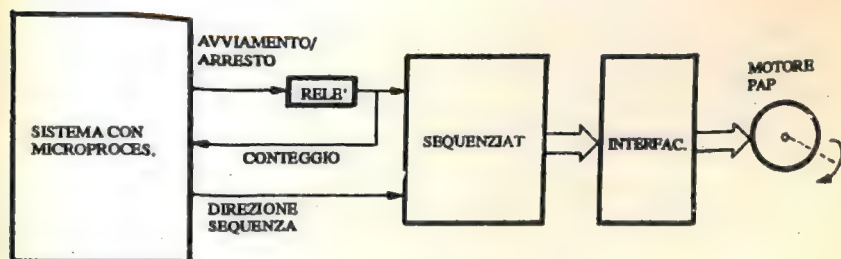 SISTEMA CON
MICROPROCES.
AVVIAMENTO/
ARRESTO
RELE'
CONTEGGIO
DIREZIONE
SEQUENZA
SEQUENZIAT
INTERFAC.
MOTORE
PAP